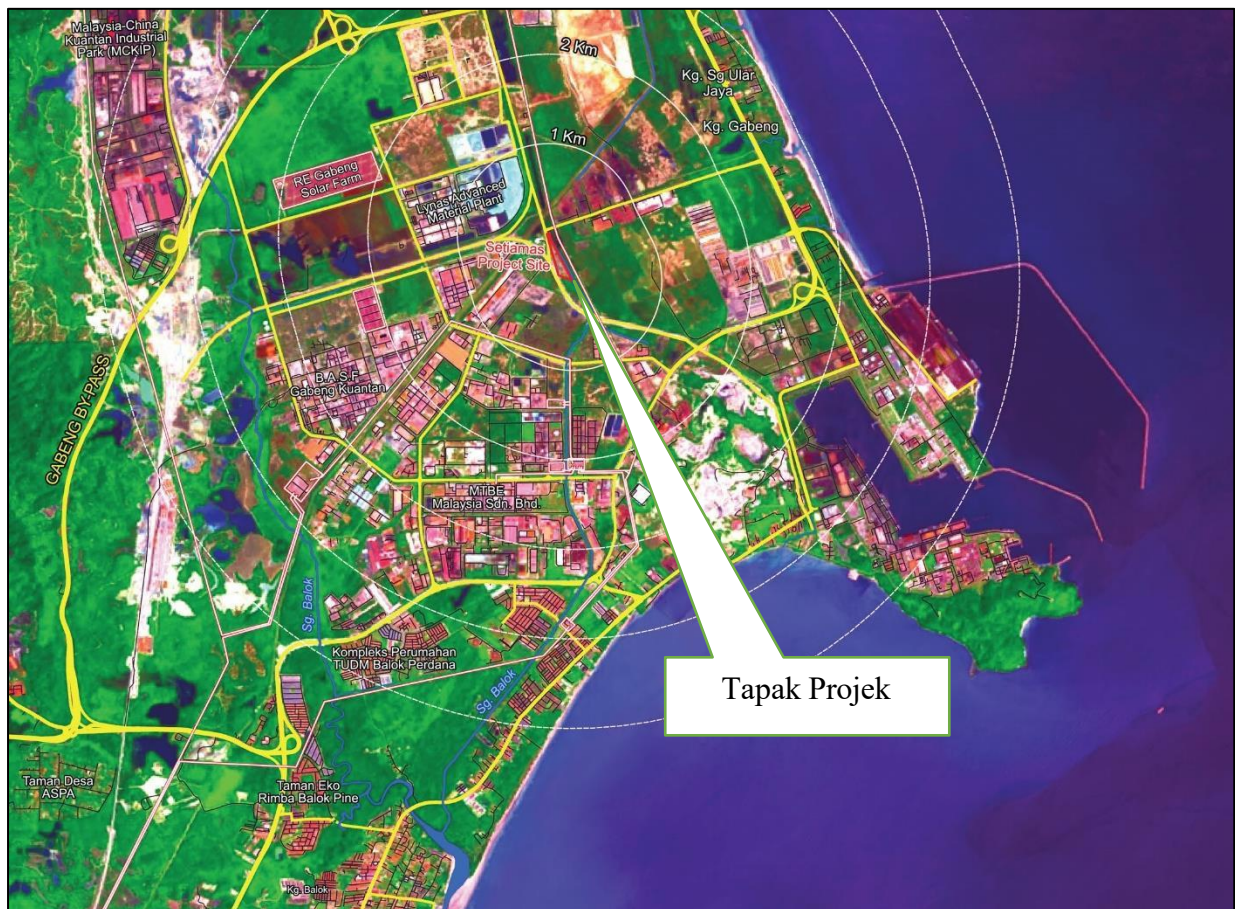 Malaysia-China
Kuantan Industrial
Park (MCKIP)
2 Km
Kg. Sg Ular
Jaya
Kg. Gabeng
1 Km
RE Gabeng
Solar Farm
Lynas Advanced
Material Plant
Setiamas
Project Site
GABENG BY-PASS
B.A.S.F
Gabeng Kuantan
MTBE
Malaysia Sdn. Bhd.
Sg. Balok
Kompleks Perumahan
TUDM Balok Perdana
Sg. Balok
Tapak Projek
Taman Desa
ASPA
Taman Eko
Rimba Balok Pine
Kg. Balok